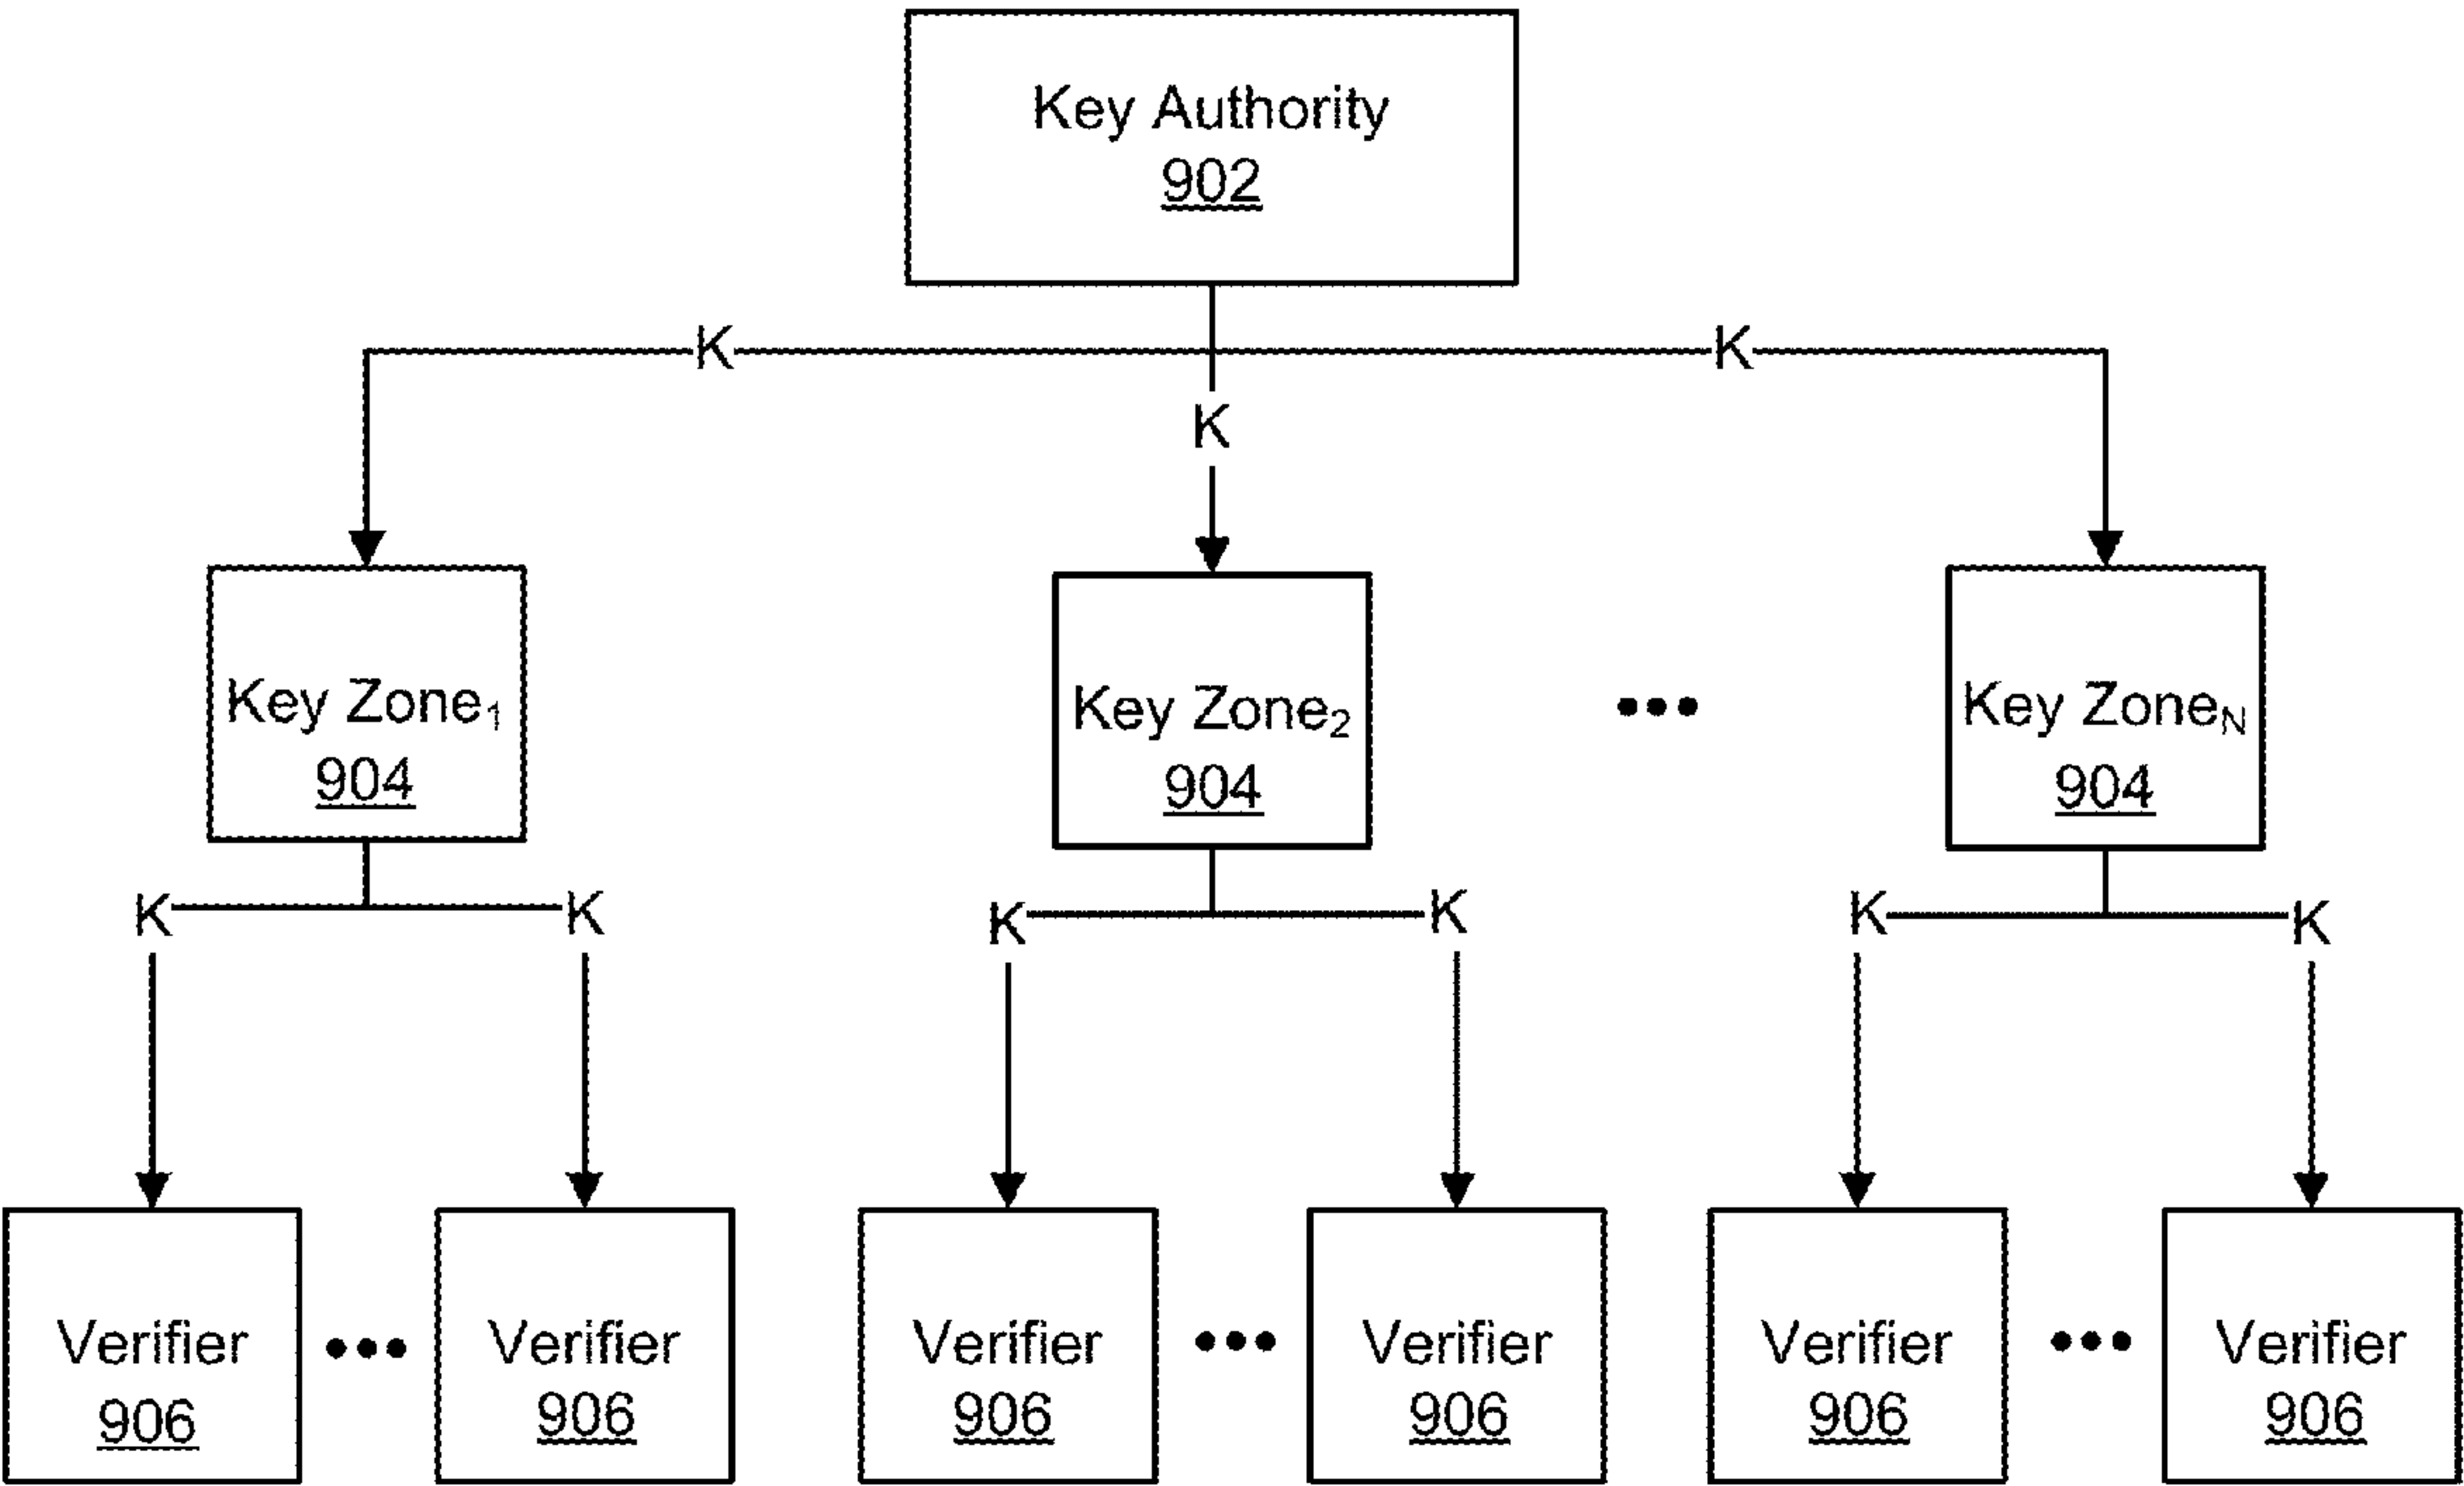 Key Authority
902
K
K
K
Key Zone₁
904
Key Zone₂
904
•••
Key Zone_N
904
K
K
K
K
K
K
Verifier
906
•••
Verifier
906
Verifier
906
•••
Verifier
906
Verifier
906
•••
Verifier
906